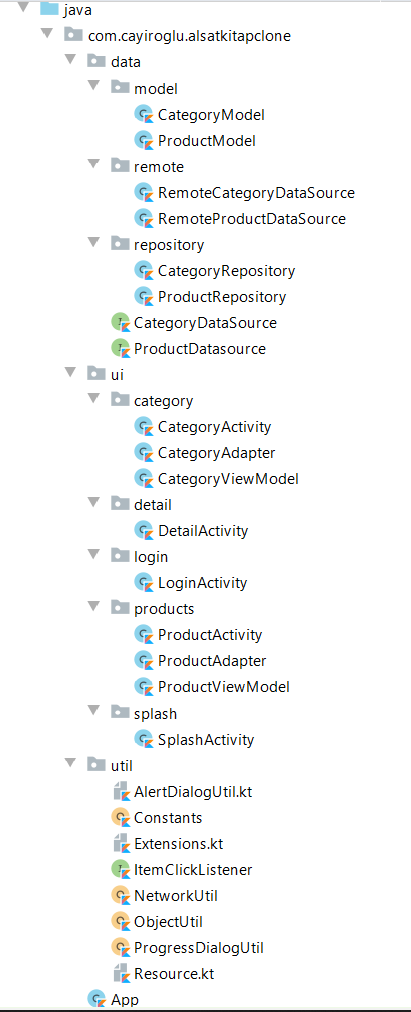 java
com.cayiroglu.alsatkitapclone
data
model
CategoryModel
ProductModel
remote
RemoteCategoryDataSource
RemoteProductDataSource
repository
CategoryRepository
ProductRepository
CategoryDataSource
ProductDatasource
ui
category
CategoryActivity
CategoryAdapter
CategoryViewModel
detail
DetailActivity
login
LoginActivity
products
ProductActivity
ProductAdapter
ProductViewModel
splash
SplashActivity
util
AlertDialogUtil.kt
Constants
Extensions.kt
ItemClickListener
NetworkUtil
ObjectUtil
ProgressDialogUtil
Resource.kt
App